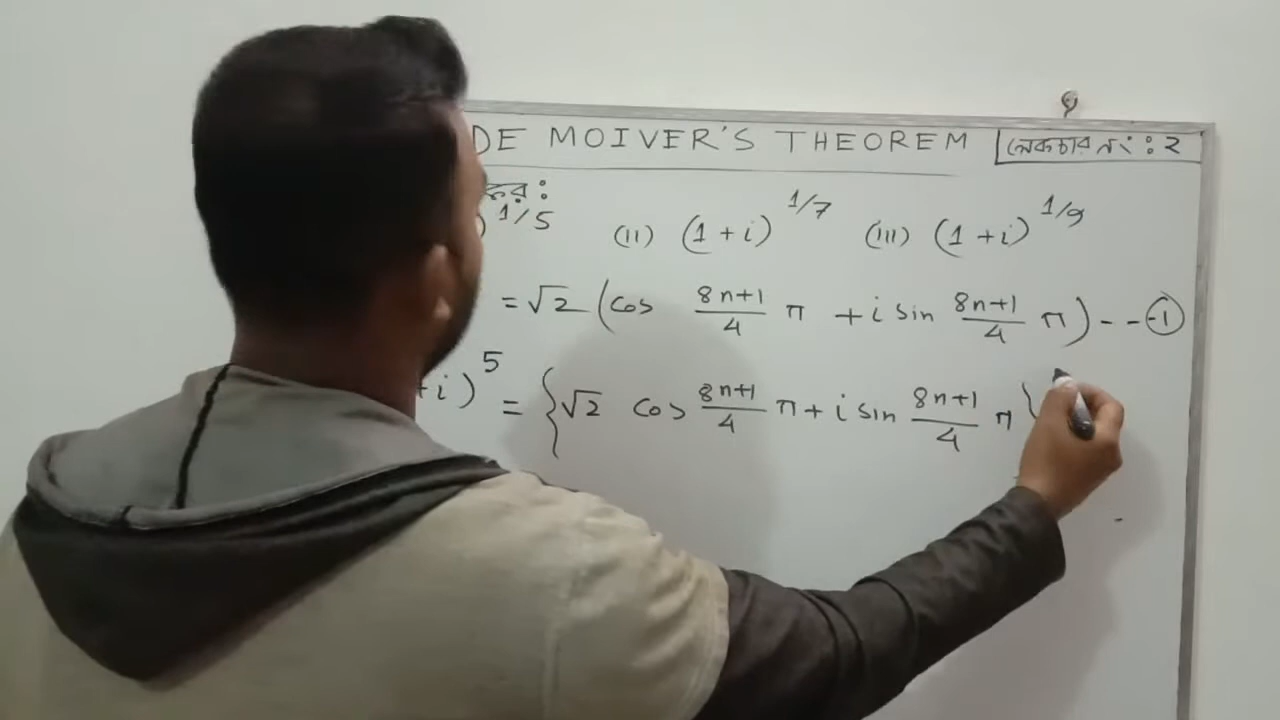 DE MOIVER'S THEOREM লেকচার নং : ২
কর :
) 1/5 (II) (1 + i) 1/7 (III) (1 + i) 1/9
= √2 (cos 8n+1/4 π + i sin 8n+1/4 π) - - - ①
+i) 5 = {√2 cos 8n+1/4 π + i sin 8n+1/4 π }